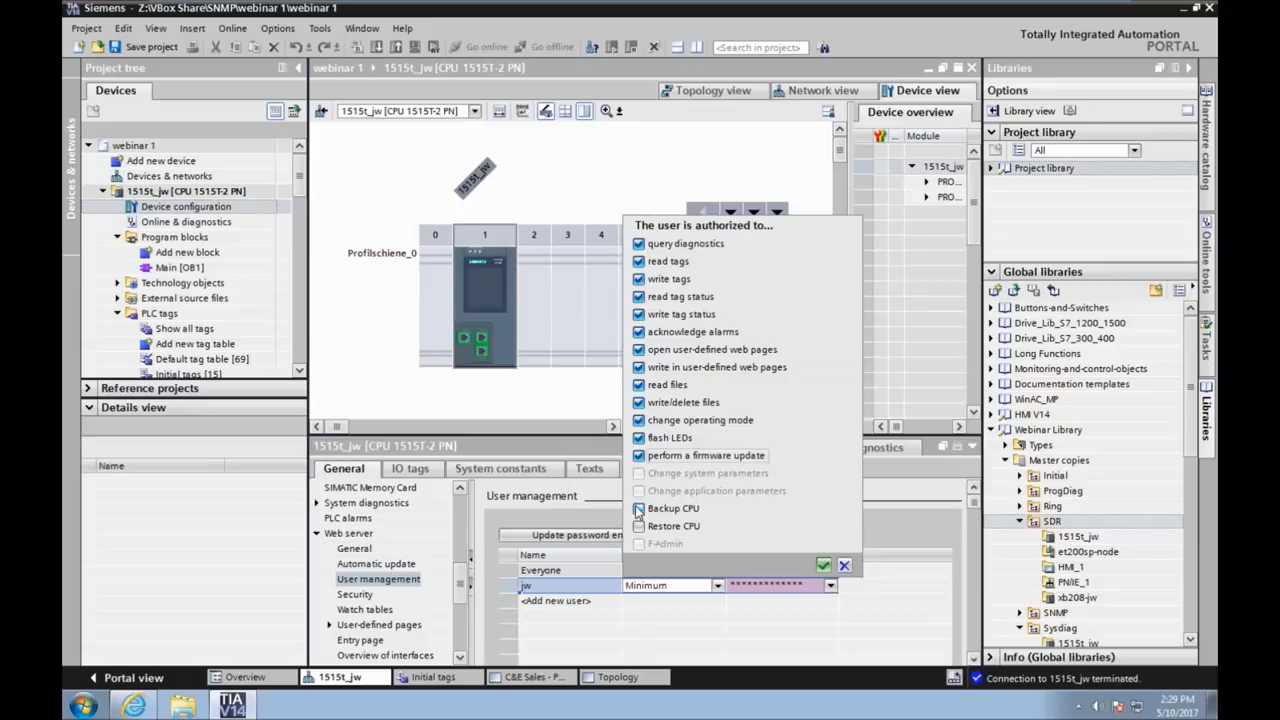 TIA V14
Siemens - Z:\VBox Share\SNMP\webinar 1\webinar 1
Project Edit View Insert Online Options Tools Window Help
Totally Integrated Automation
PORTAL
Save project
Go online
Go offline
<Search in project>
Project tree
webinar 1 1515t_jw [CPU 1515T-2 PN]
Libraries
Devices
Topology view
Network view
Device view
Options
1515t_jw [CPU 1515T-2 PN]
Device overview
Library view
Project library
All
Project library
Module
1515t_jw
PRO...
PRO...
Devices & networks
webinar 1
Add new device
Devices & networks
1515t_jw [CPU 1515T-2 PN]
Device configuration
Online & diagnostics
Program blocks
Add new block
Main [OB1]
Technology objects
External source files
PLC tags
Show all tags
Add new tag table
Default tag table [69]
Initial tags [15]
Reference projects
Details view
Name
1515t_jw
0 1 2 3 4
Profilschiene_0
The user is authorized to...
query diagnostics
read tags
write tags
read tag status
write tag status
acknowledge alarms
open user-defined web pages
write in user-defined web pages
read files
write/delete files
change operating mode
flash LEDs
perform a firmware update
Change system parameters
Change application parameters
Backup CPU
Restore CPU
F-Admin
Global libraries
Buttons-and-Switches
Drive_Lib_S7_1200_1500
Drive_Lib_S7_300_400
Long Functions
Monitoring-and-control-objects
Documentation templates
WinAC_MP
HMI V14
Webinar Library
Types
Master copies
Initial
ProgDiag
Ring
SDR
1515t_jw
et200sp-node
HMI_1
PN/IE_1
xb208-jw
SNMP
Sysdiag
1515t_jw
Info (Global libraries)
Hardware catalog
Online tools
Tasks
Libraries
1515t_jw [CPU 1515T-2 PN]
General
IO tags
System constants
Texts
SIMATIC Memory Card
System diagnostics
PLC alarms
Web server
General
Automatic update
User management
Security
Watch tables
User-defined pages
Entry page
Overview of interfaces
User management
Name
Everyone
jw
Minimum
*************
<Add new user>
Portal view
Overview
1515t_jw
Initial tags
C&E Sales - P...
Topology
Connection to 1515t_jw terminated.
TIA
V14
2:29 PM
5/10/2017